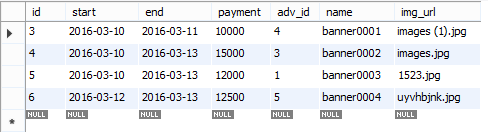 id start end payment adv_id name img_url
3 2016-03-10 2016-03-11 10000 4 banner0001 images (1).jpg
4 2016-03-10 2016-03-13 15000 3 banner0002 images.jpg
5 2016-03-10 2016-03-13 12000 1 banner0003 1523.jpg
6 2016-03-12 2016-03-13 12500 5 banner0004 uyvhbjnk.jpg
NULL NULL NULL NULL NULL NULL NULL